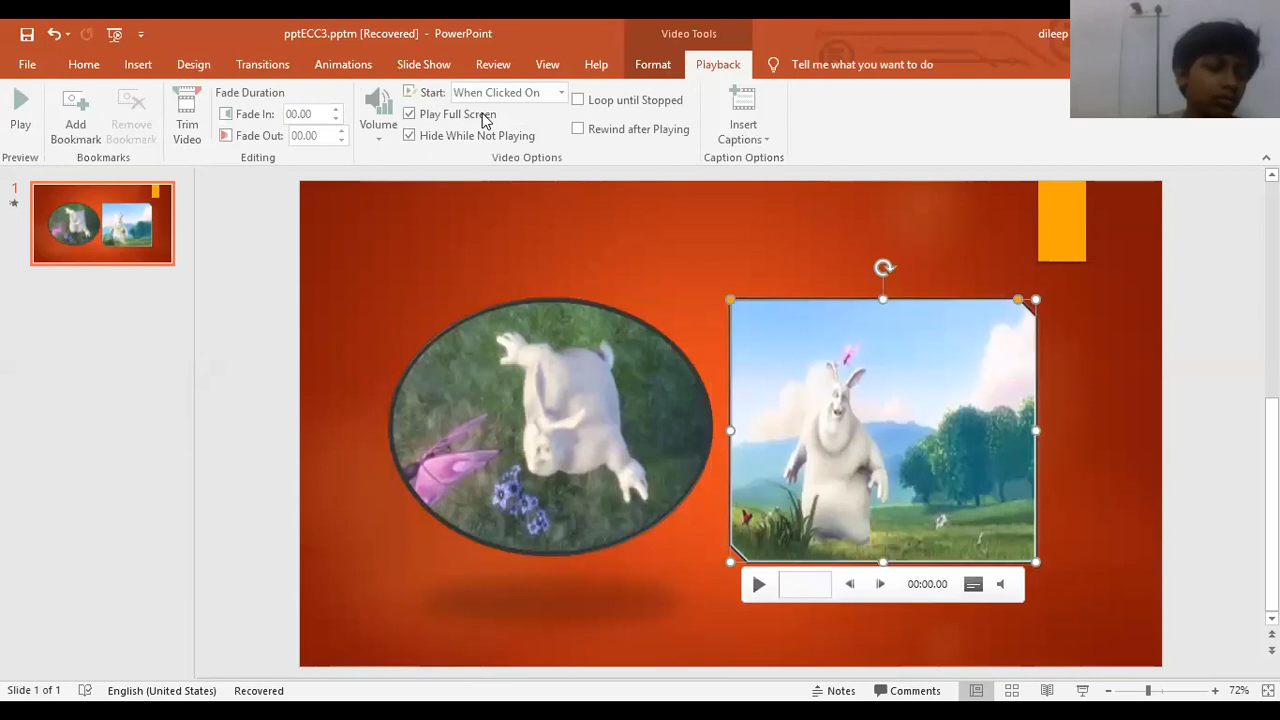 pptECC3.pptm [Recovered] - PowerPoint
Video Tools
dileep
File Home Insert Design Transitions Animations Slide Show Review View Help Format Playback Tell me what you want to do
Play
Preview
Add Bookmark
Remove Bookmark
Bookmarks
Trim Video
Fade Duration
Fade In: 00.00
Fade Out: 00.00
Editing
Volume
Start: When Clicked On
Play Full Screen
Hide While Not Playing
Loop until Stopped
Rewind after Playing
Video Options
Insert Captions
Caption Options
1
00:00.00
Slide 1 of 1 English (United States) Recovered Notes Comments 72%